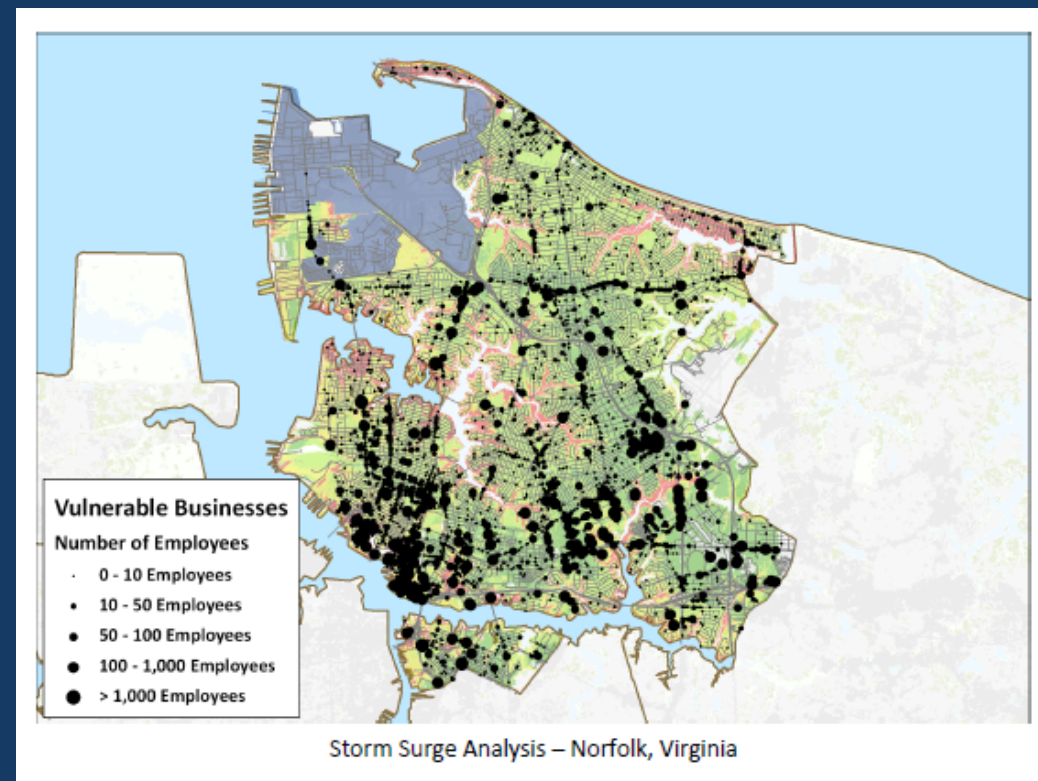 Vulnerable Businesses
Number of Employees
0 - 10 Employees
10 - 50 Employees
50 - 100 Employees
100 - 1,000 Employees
> 1,000 Employees
Storm Surge Analysis – Norfolk, Virginia